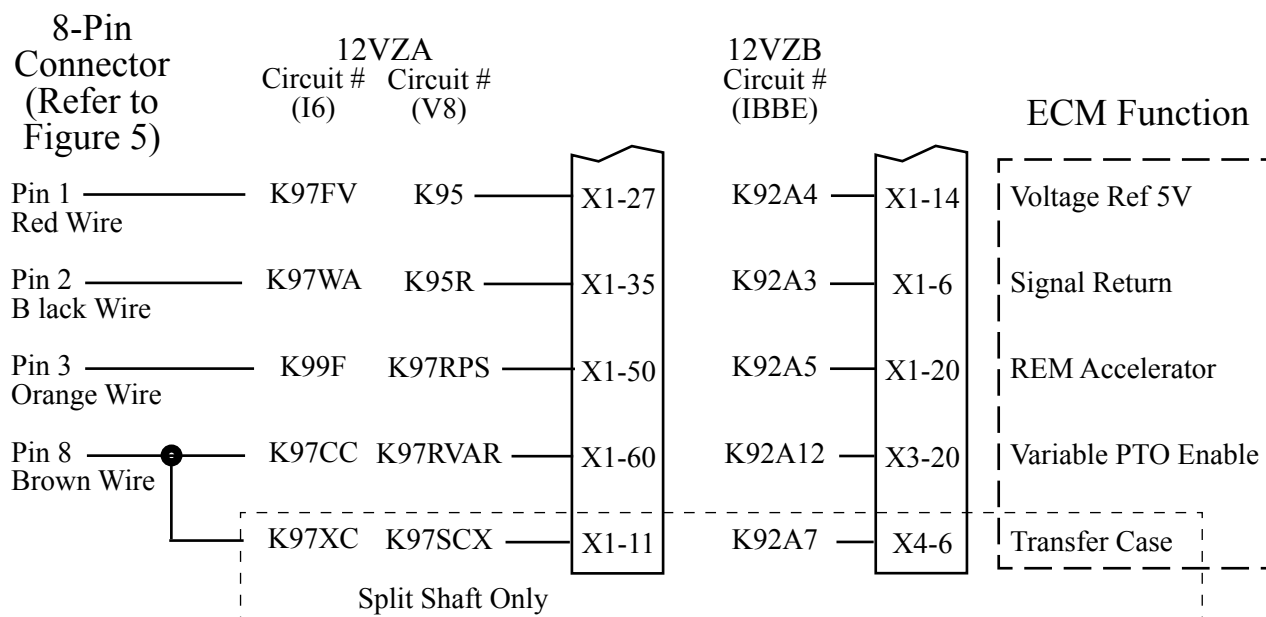 8-Pin
Connector
(Refer to
Figure 5)
12VZA
Circuit # Circuit #
(I6) (V8)
12VZB
Circuit #
(IBBE)
ECM Function
Pin 1 K97FV K95 X1-27 K92A4 X1-14 Voltage Ref 5V
Red Wire
Pin 2 K97WA K95R X1-35 K92A3 X1-6 Signal Return
B lack Wire
Pin 3 K99F K97RPS X1-50 K92A5 X1-20 REM Accelerator
Orange Wire
Pin 8 K97CC K97RVAR X1-60 K92A12 X3-20 Variable PTO Enable
Brown Wire
K97XC K97SCX X1-11 K92A7 X4-6 Transfer Case
Split Shaft Only